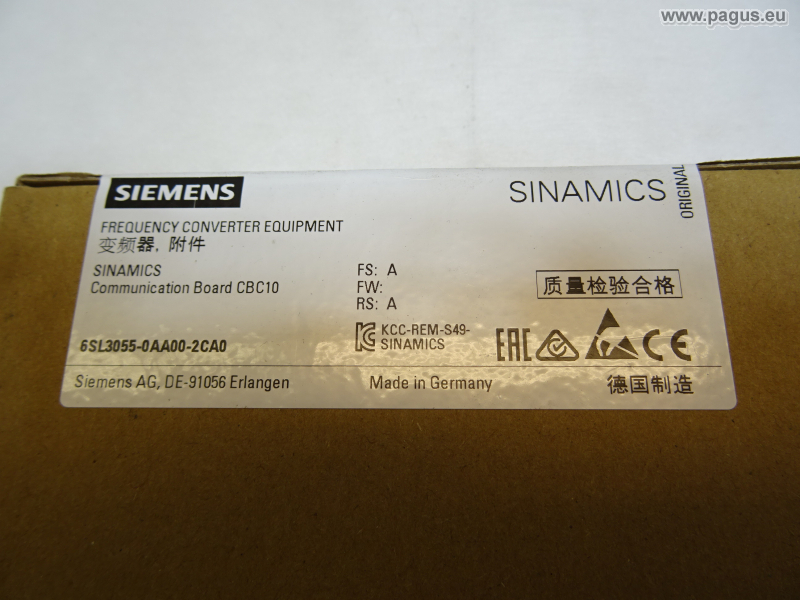 www.pagus.eu
SIEMENS
SINAMICS
ORIGINAL
FREQUENCY CONVERTER EQUIPMENT
变频器, 附件
SINAMICS
Communication Board CBC10
FS: A
FW:
RS: A
质量检验合格
6SL3055-0AA00-2CA0
KCC-REM-S49-
SINAMICS
EAC
CE
Siemens AG, DE-91056 Erlangen
Made in Germany
德国制造